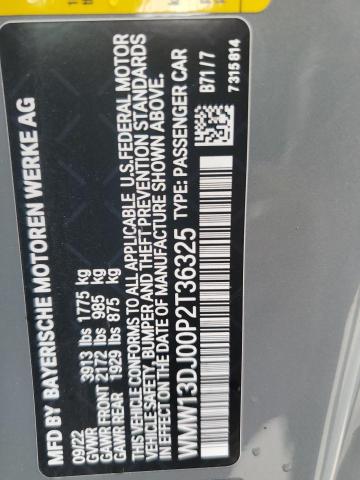 MFD BY BAYERISCHE MOTOREN WERKE AG
09/22
GVWR 3913 lbs 1775 kg
GAWR FRONT 2172 lbs 985 kg
GAWR REAR 1929 lbs 875 kg
THIS VEHICLE CONFORMS TO ALL APPLICABLE U.S.FEDERAL MOTOR
VEHICLE SAFETY, BUMPER AND THEFT PREVENTION STANDARDS
IN EFFECT ON THE DATE OF MANUFACTURE SHOWN ABOVE.
WMW13DJ00P2T36325 TYPE: PASSENGER CAR
B71 / 7
7 315 814